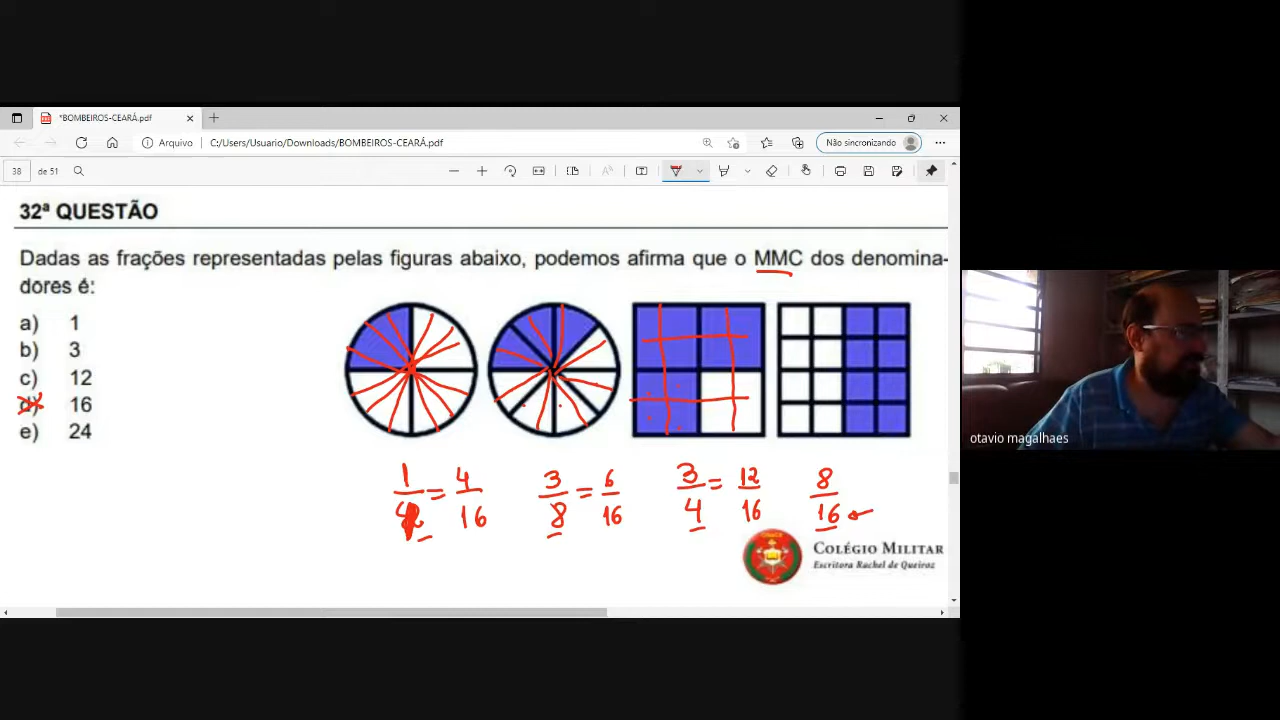 *BOMBEIROS-CEARÁ.pdf
Arquivo
C:/Users/Usuario/Downloads/BOMBEIROS-CEARÁ.pdf
Não sincronizando
38
de 51
32ª QUESTÃO
Dadas as frações representadas pelas figuras abaixo, podemos afirma que o MMC dos denomina-
dores é:
a) 1
b) 3
c) 12
d) 16
e) 24
1/4 = 4/16
3/8 = 6/16
3/4 = 12/16
8/16
COLÉGIO MILITAR
Escritora Rachel de Queiroz
otavio magalhaes